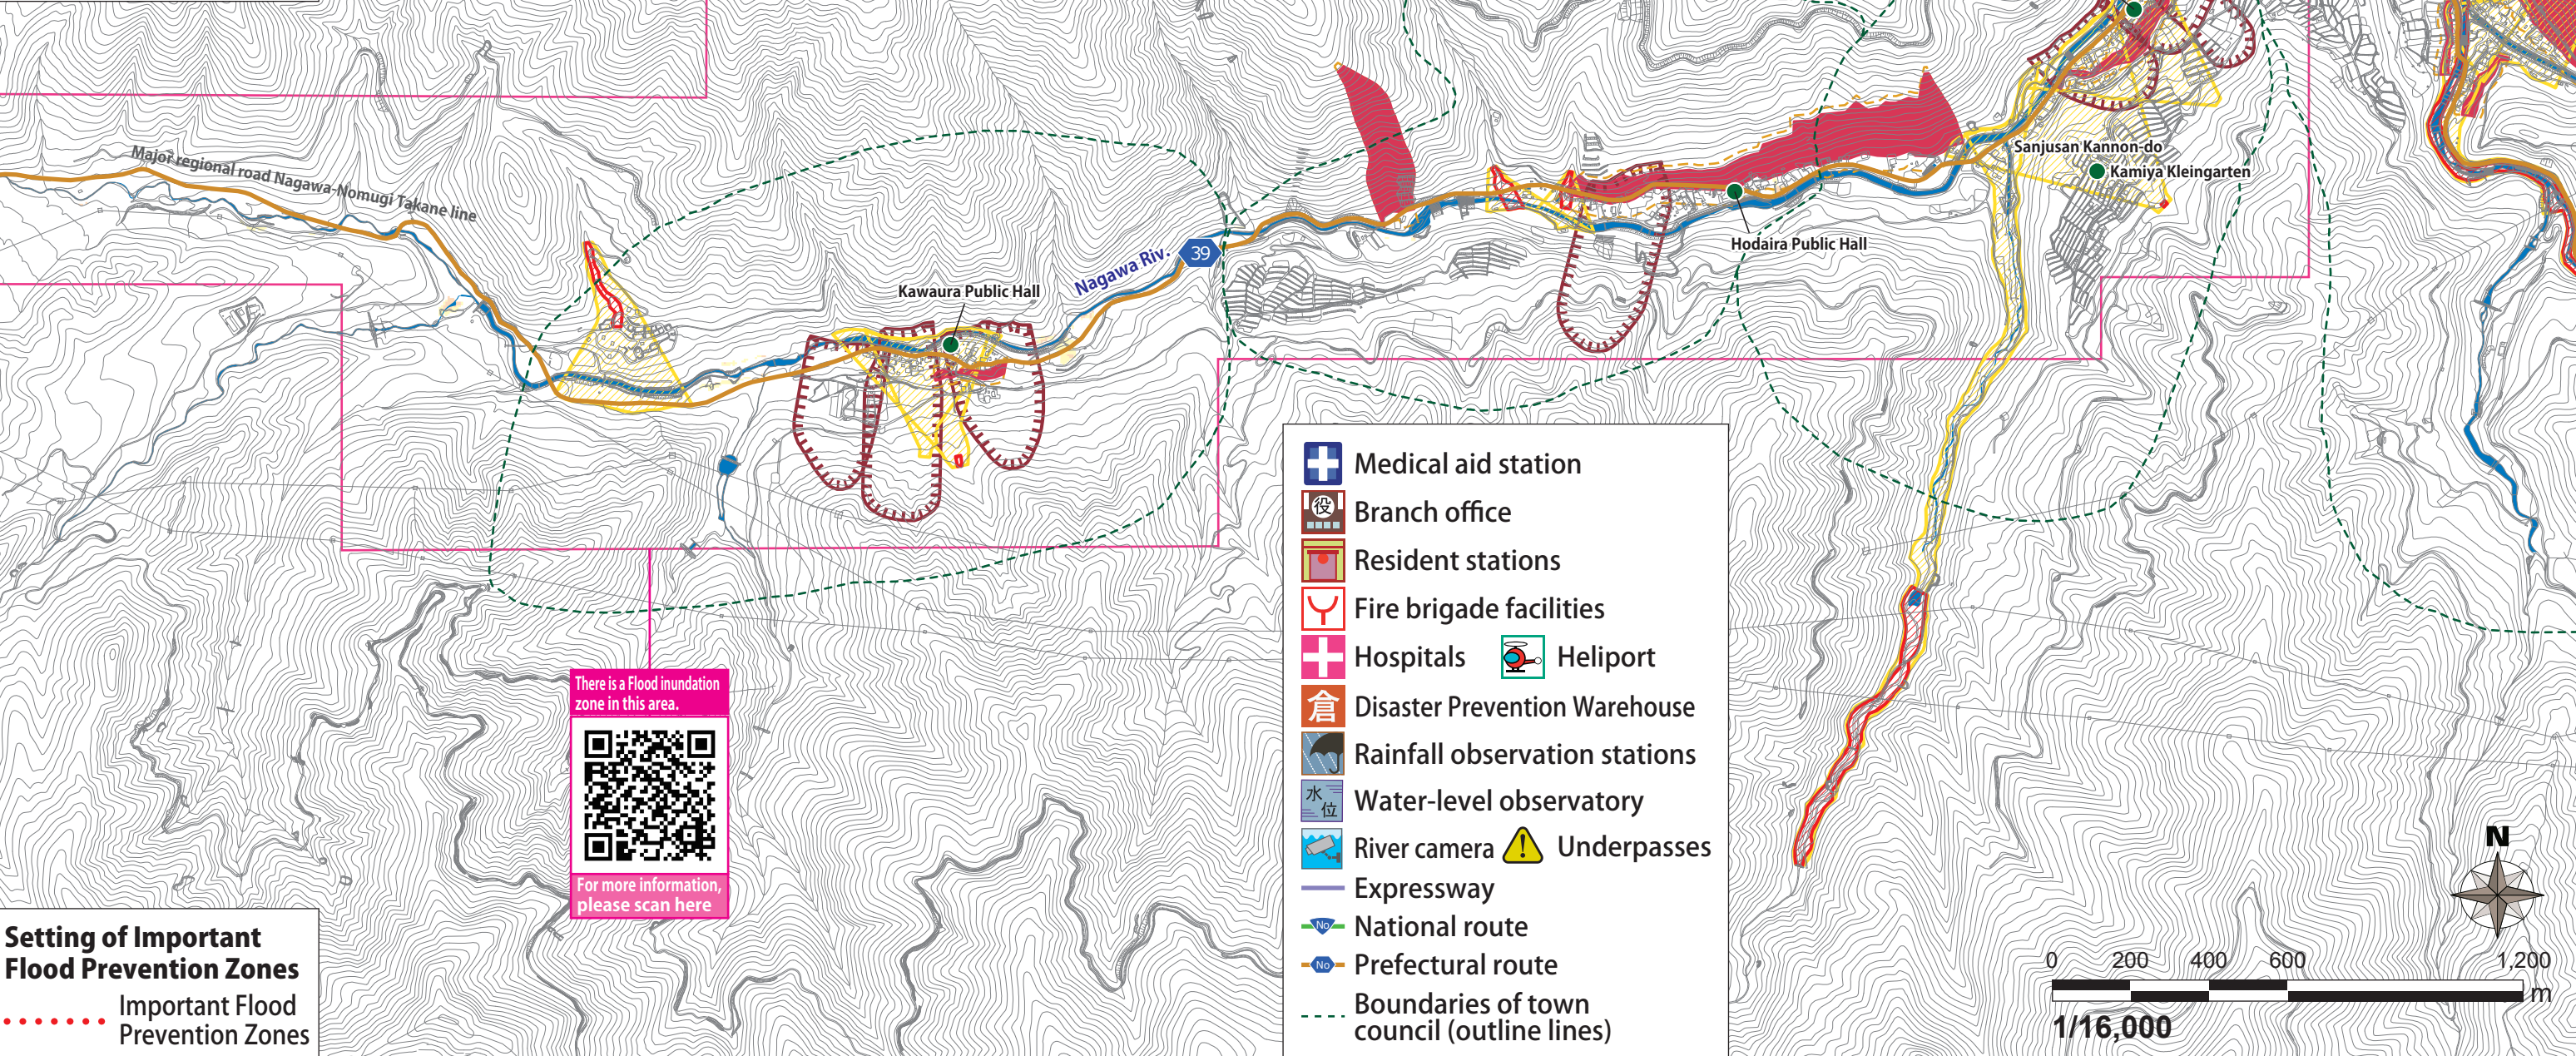 Major regional road Nagawa-Nomugi Takane line
Nagawa Riv.
39
Kawaura Public Hall
Hodaira Public Hall
Sanjusan Kannon-do
Kamiya Kleingarten
There is a Flood inundation
zone in this area.
For more information,
please scan here
Setting of Important
Flood Prevention Zones
Important Flood
Prevention Zones
Medical aid station
役
Branch office
Resident stations
Fire brigade facilities
Hospitals
Heliport
倉
Disaster Prevention Warehouse
Rainfall observation stations
水位
Water-level observatory
River camera
Underpasses
Expressway
No
National route
No
Prefectural route
Boundaries of town
council (outline lines)
N
0 200 400 600 1,200
m
1/16,000